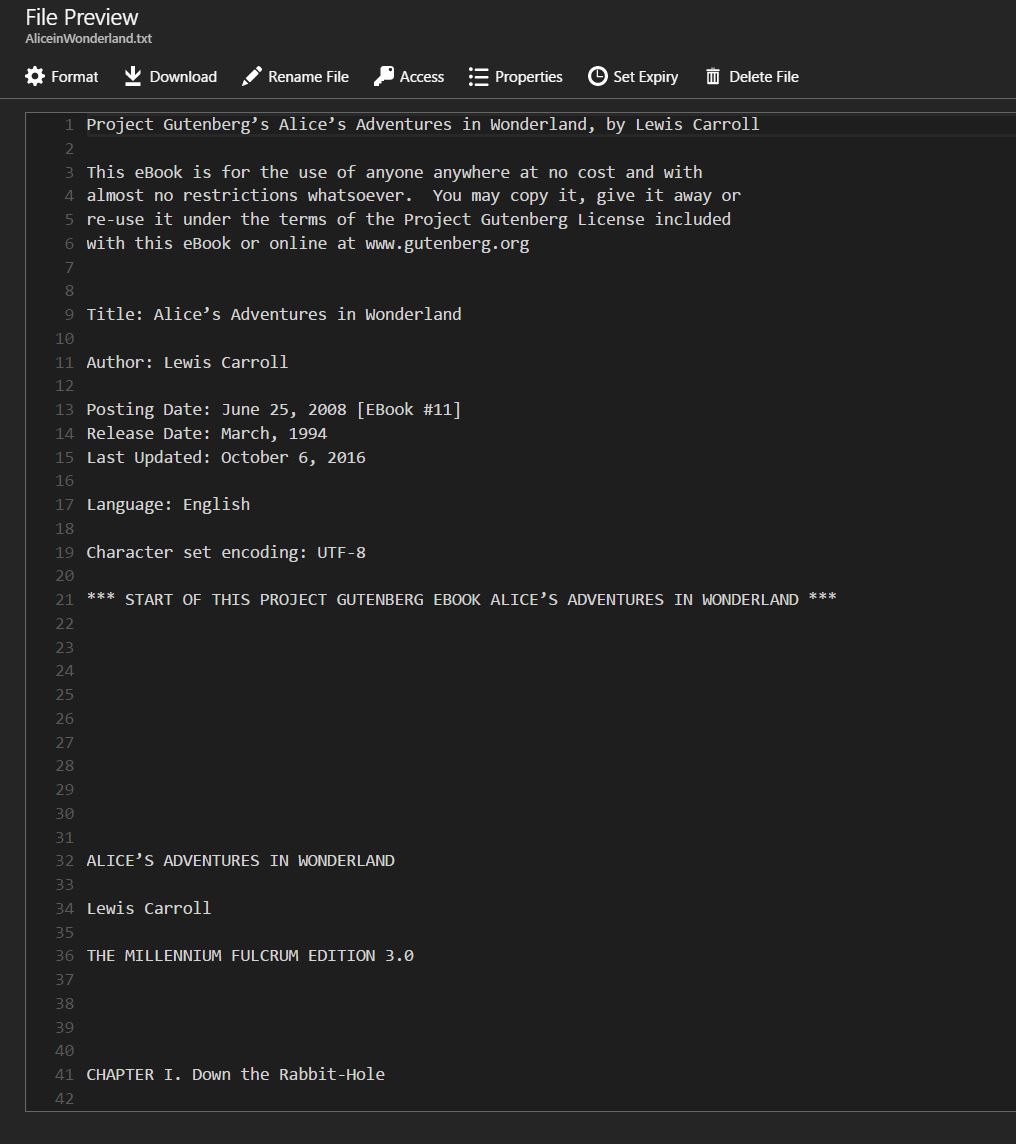 File Preview
AliceinWonderland.txt
Format Download Rename File Access Properties Set Expiry Delete File
1 Project Gutenberg’s Alice’s Adventures in Wonderland, by Lewis Carroll
2
3 This eBook is for the use of anyone anywhere at no cost and with
4 almost no restrictions whatsoever.  You may copy it, give it away or
5 re-use it under the terms of the Project Gutenberg License included
6 with this eBook or online at www.gutenberg.org
7
8
9 Title: Alice’s Adventures in Wonderland
10
11 Author: Lewis Carroll
12
13 Posting Date: June 25, 2008 [EBook #11]
14 Release Date: March, 1994
15 Last Updated: October 6, 2016
16
17 Language: English
18
19 Character set encoding: UTF-8
20
21 *** START OF THIS PROJECT GUTENBERG EBOOK ALICE’S ADVENTURES IN WONDERLAND ***
22
23
24
25
26
27
28
29
30
31
32 ALICE’S ADVENTURES IN WONDERLAND
33
34 Lewis Carroll
35
36 THE MILLENNIUM FULCRUM EDITION 3.0
37
38
39
40
41 CHAPTER I. Down the Rabbit-Hole
42